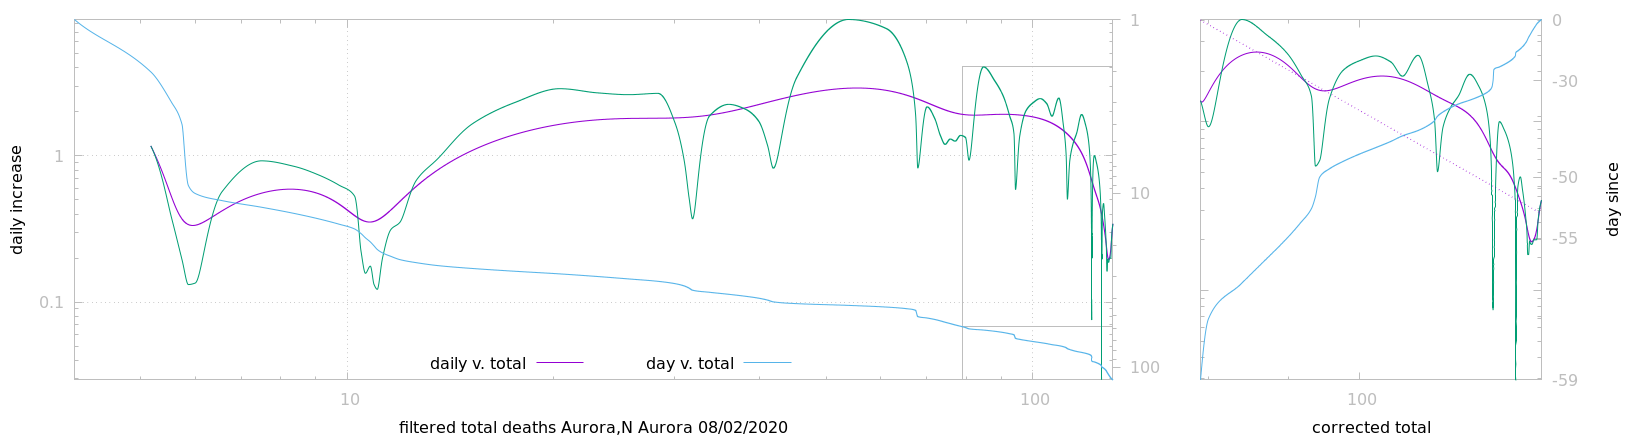 daily increase
1
0.1
daily v. total
day v. total
10
100
filtered total deaths Aurora,N Aurora 08/02/2020
1
10
100
0
-30
-50
-55
-59
day since
100
corrected total